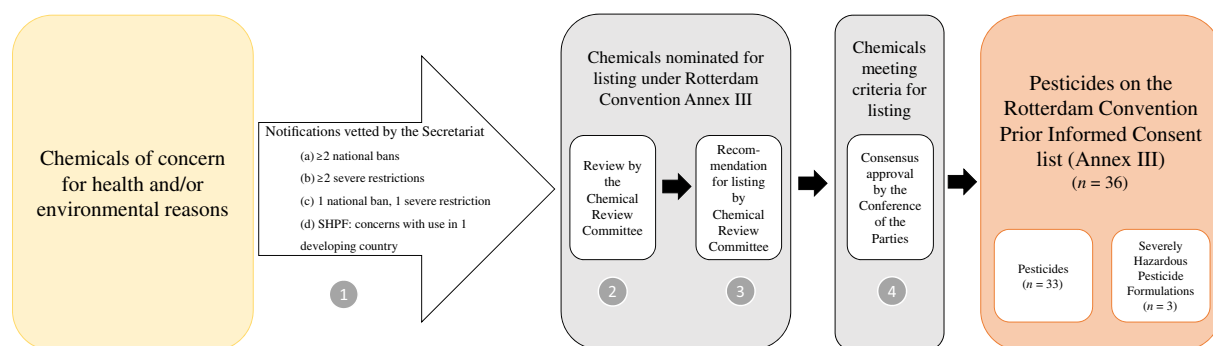 Chemicals of concern
for health and/or
environmental reasons
Notifications vetted by the Secretariat
(a) ≥2 national bans
(b) ≥2 severe restrictions
(c) 1 national ban, 1 severe restriction
(d) SHPF: concerns with use in 1
developing country
1
Chemicals nominated for
listing under Rotterdam
Convention Annex III
Review by
the
Chemical
Review
Committee
2
Recom-
mendation
for listing
by
Chemical
Review
Committee
3
Chemicals
meeting
criteria for
listing
Consensus
approval
by the
Conference
of the
Parties
4
Pesticides on the
Rotterdam Convention
Prior Informed Consent
list (Annex III)
(n = 36)
Pesticides
(n = 33)
Severely
Hazardous
Pesticide
Formulations
(n = 3)